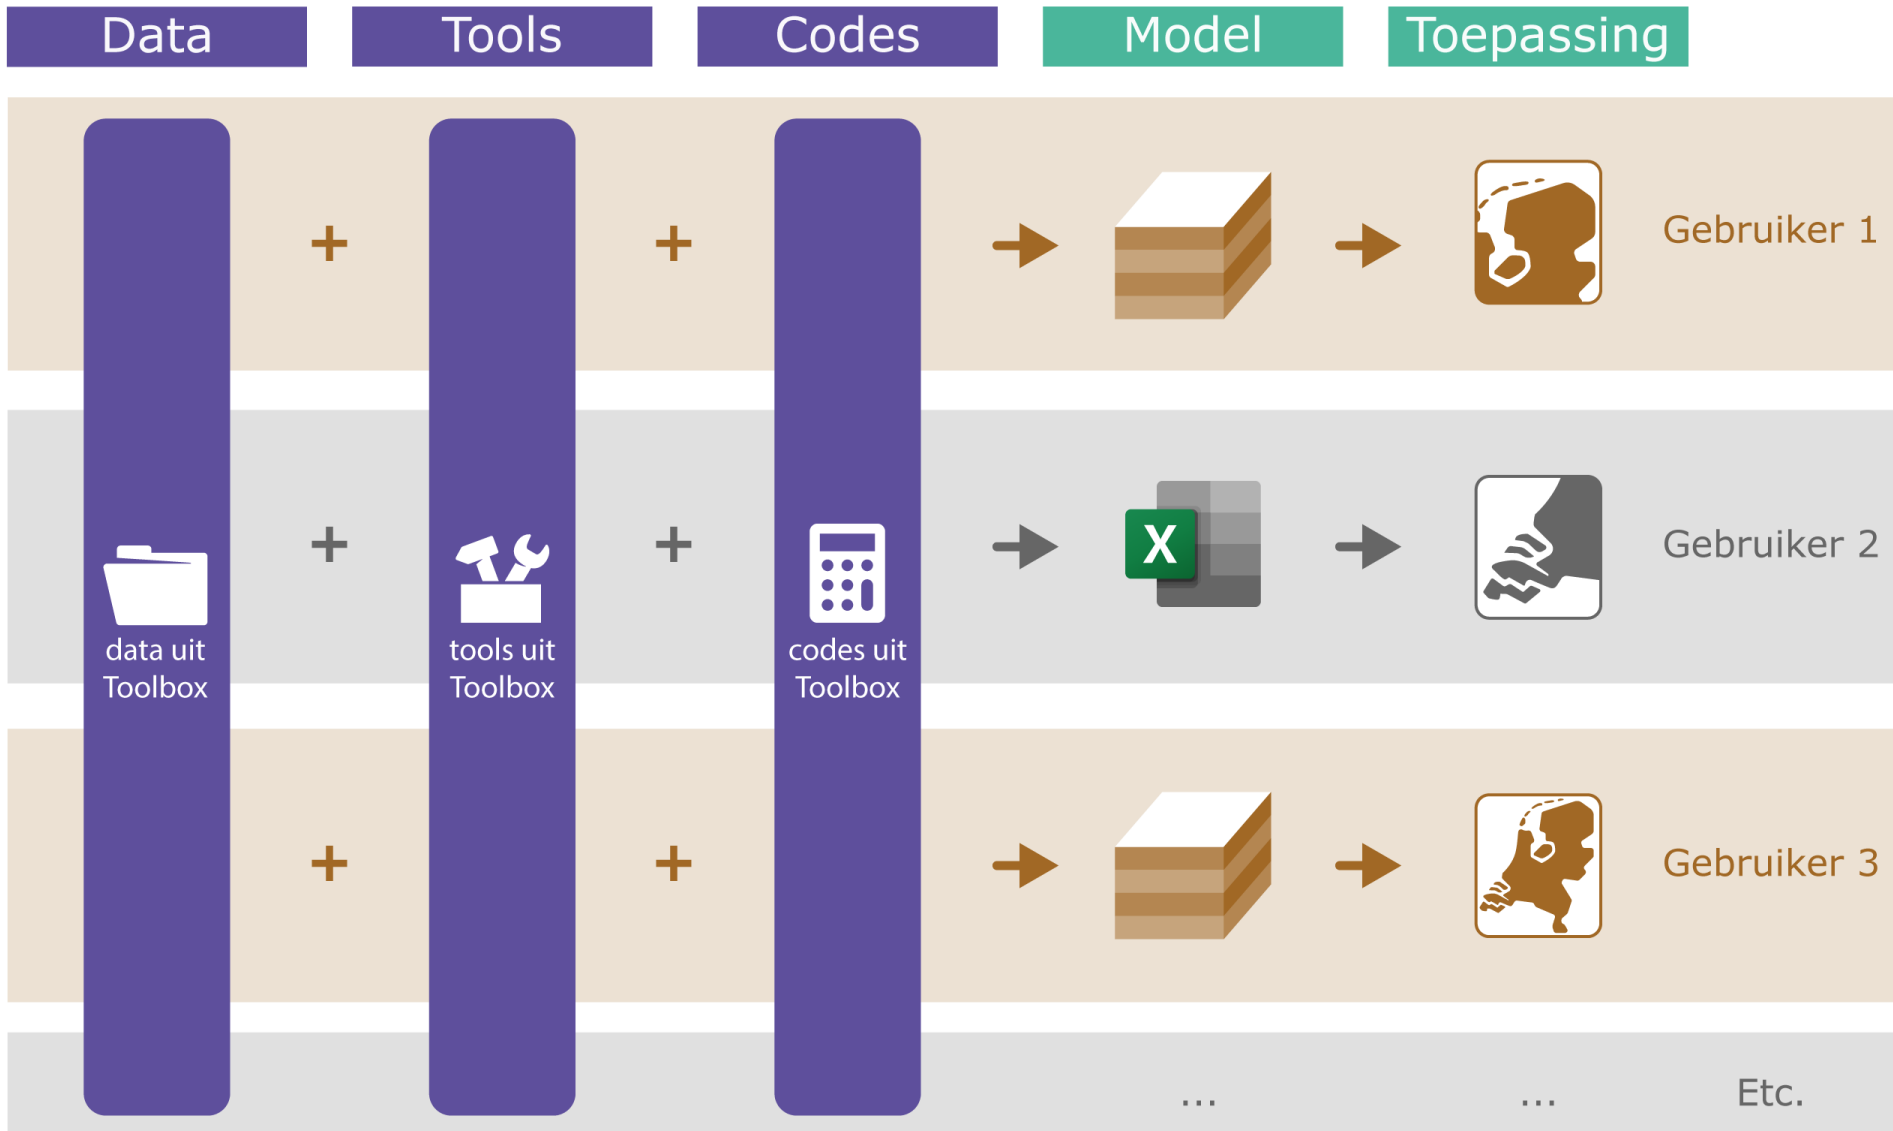 Data
Tools
Codes
Model
Toepassing
Gebruiker 1
X
Gebruiker 2
data uit
Toolbox
tools uit
Toolbox
codes uit
Toolbox
Gebruiker 3
...
...
Etc.